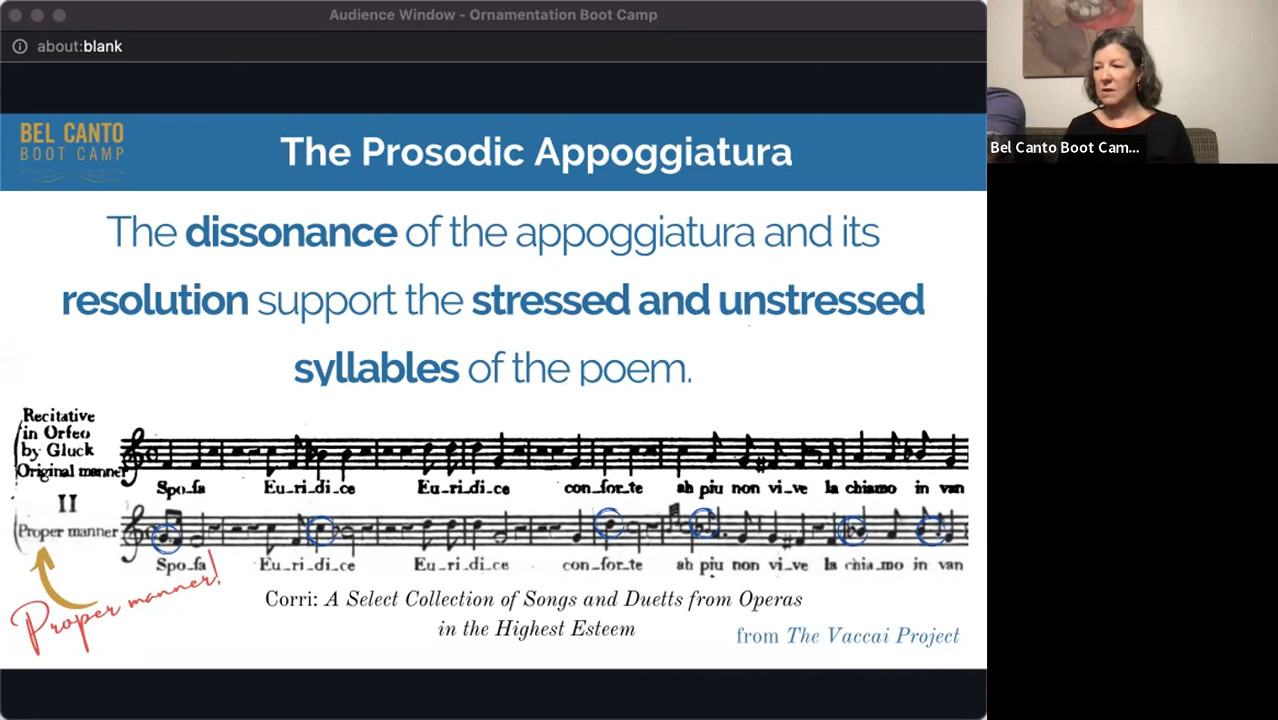 Audience Window - Ornamentation Boot Camp
about:blank
BEL CANTO
BOOT CAMP
The Prosodic Appoggiatura
The dissonance of the appoggiatura and its
resolution support the stressed and unstressed
syllables of the poem.
Recitative
in Orfeo
by Gluck
Original manner
Spo_sa Eu_ri_di_ce Eu_ri_di_ce con_for_te ah piu non vi_ve la chiamo in van
II
Proper manner
Spo_sa Eu_ri_di_ce Eu_ri_di_ce con_for_te ah piu non vi_ve la chia_mo in van
Proper manner!
Corri: A Select Collection of Songs and Duetts from Operas
in the Highest Esteem
from The Vaccai Project
Bel Canto Boot Cam...